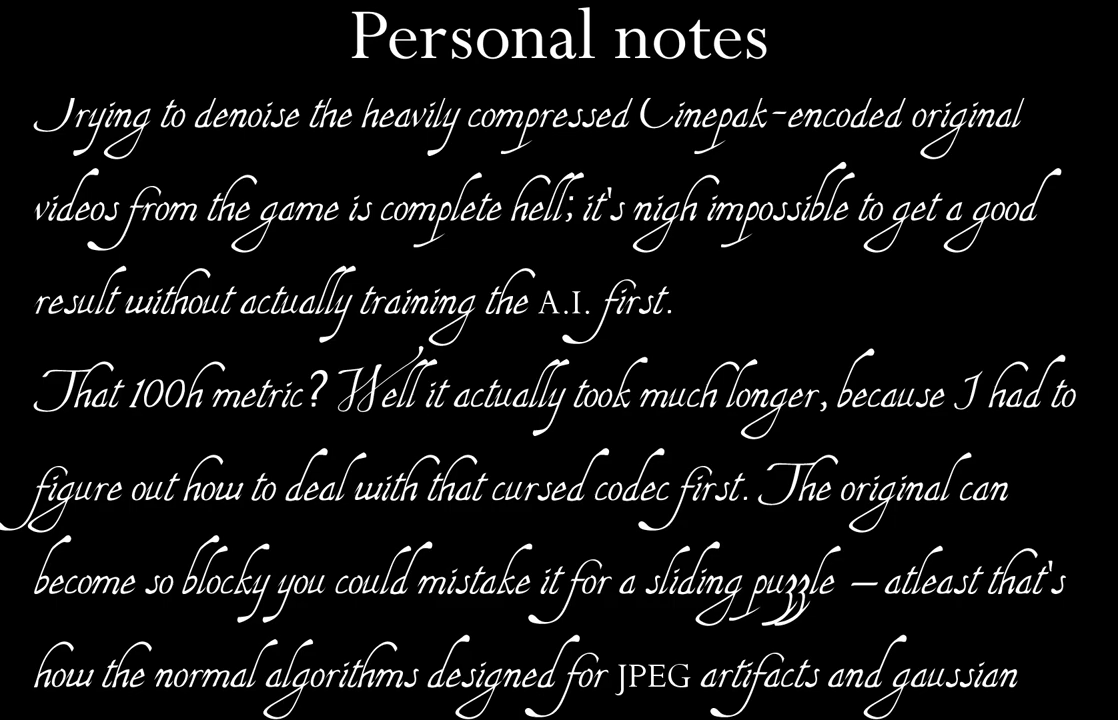 Personal notes
Trying to denoise the heavily compressed Cinepak-encoded original
videos from the game is complete hell; it's nigh impossible to get a good
result without actually training the A.I. first.
That 100h metric? Well it actually took much longer, because I had to
figure out how to deal with that cursed codec first. The original can
become so blocky you could mistake it for a sliding puzzle – atleast that's
how the normal algorithms designed for JPEG artifacts and gaussian